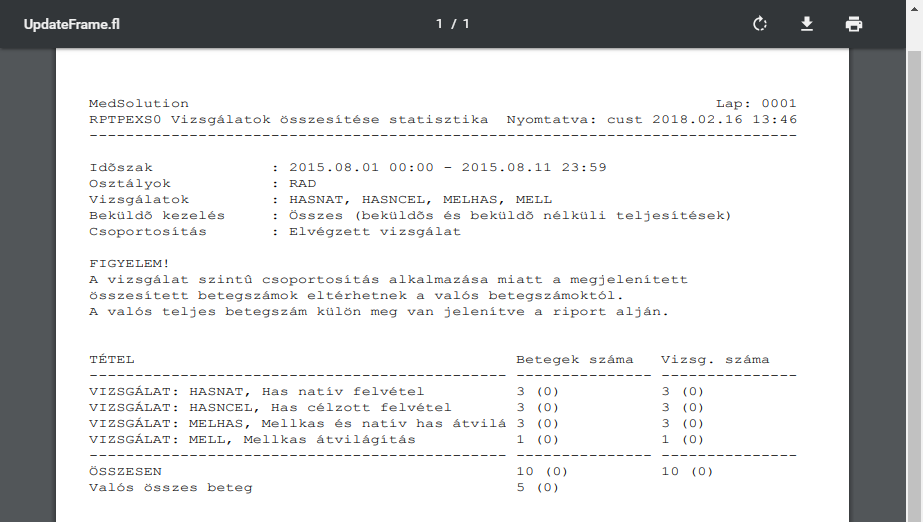 UpdateFrame.fl 1 / 1
MedSolution Lap: 0001
RPTPEXS0 Vizsgálatok összesítése statisztika Nyomtatva: cust 2018.02.16 13:46
Idõszak : 2015.08.01 00:00 - 2015.08.11 23:59
Osztályok : RAD
Vizsgálatok : HASNAT, HASNCEL, MELHAS, MELL
Beküldõ kezelés : Összes (beküldõs és beküldõ nélküli teljesítések)
Csoportosítás : Elvégzett vizsgálat
FIGYELEM!
A vizsgálat szintû csoportosítás alkalmazása miatt a megjelenített
összesített betegszámok eltérhetnek a valós betegszámoktól.
A valós teljes betegszám külön meg van jelenítve a riport alján.
TÉTEL Betegek száma Vizsg. száma
VIZSGÁLAT: HASNAT, Has natív felvétel 3 (0) 3 (0)
VIZSGÁLAT: HASNCEL, Has célzott felvétel 3 (0) 3 (0)
VIZSGÁLAT: MELHAS, Mellkas és natív has átvilá 3 (0) 3 (0)
VIZSGÁLAT: MELL, Mellkas átvilágítás 1 (0) 1 (0)
ÖSSZESEN 10 (0) 10 (0)
Valós összes beteg 5 (0)